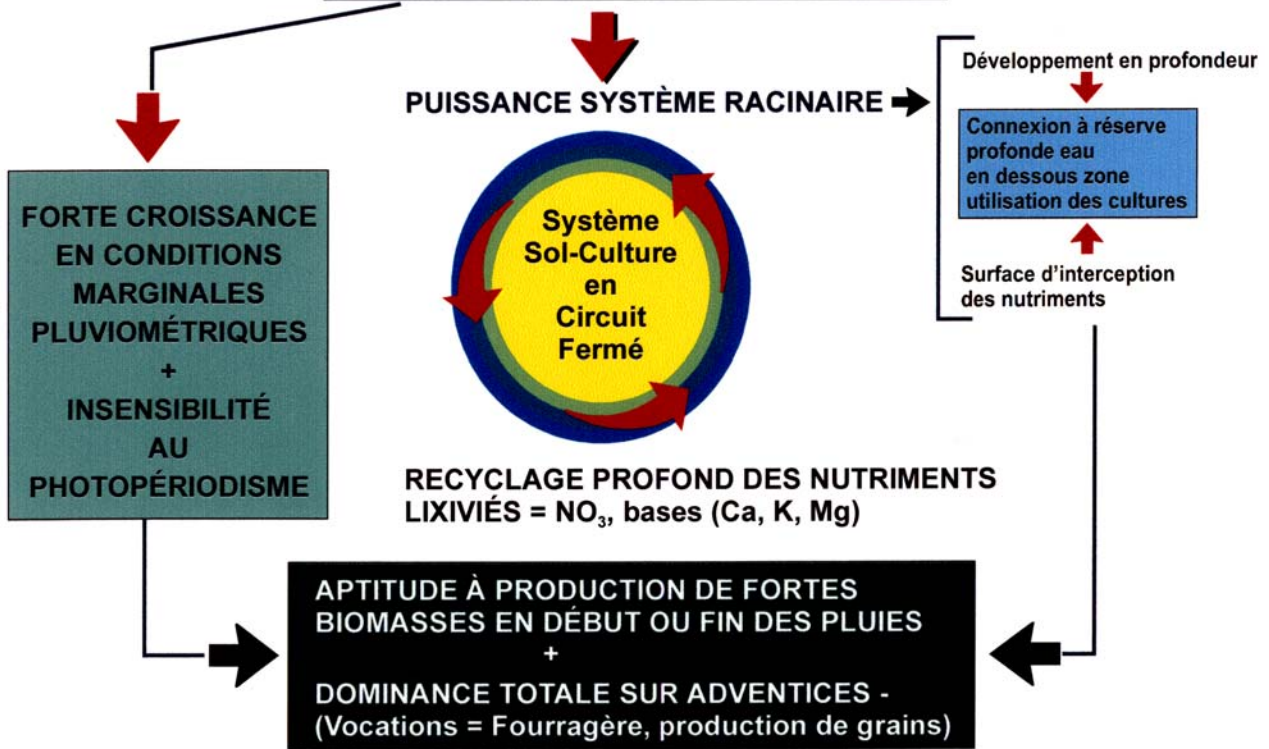 PUISSANCE SYSTÈME RACINAIRE
Développement en profondeur
Connexion à réserve
profonde eau
en dessous zone
utilisation des cultures
Surface d'interception
des nutriments
FORTE CROISSANCE
EN CONDITIONS
MARGINALES
PLUVIOMÉTRIQUES
+
INSENSIBILITÉ
AU
PHOTOPÉRIODISME
Système
Sol-Culture
en
Circuit
Fermé
RECYCLAGE PROFOND DES NUTRIMENTS
LIXIVIÉS = NO₃, bases (Ca, K, Mg)
APTITUDE À PRODUCTION DE FORTES
BIOMASSES EN DÉBUT OU FIN DES PLUIES
+
DOMINANCE TOTALE SUR ADVENTICES -
(Vocations = Fourragère, production de grains)